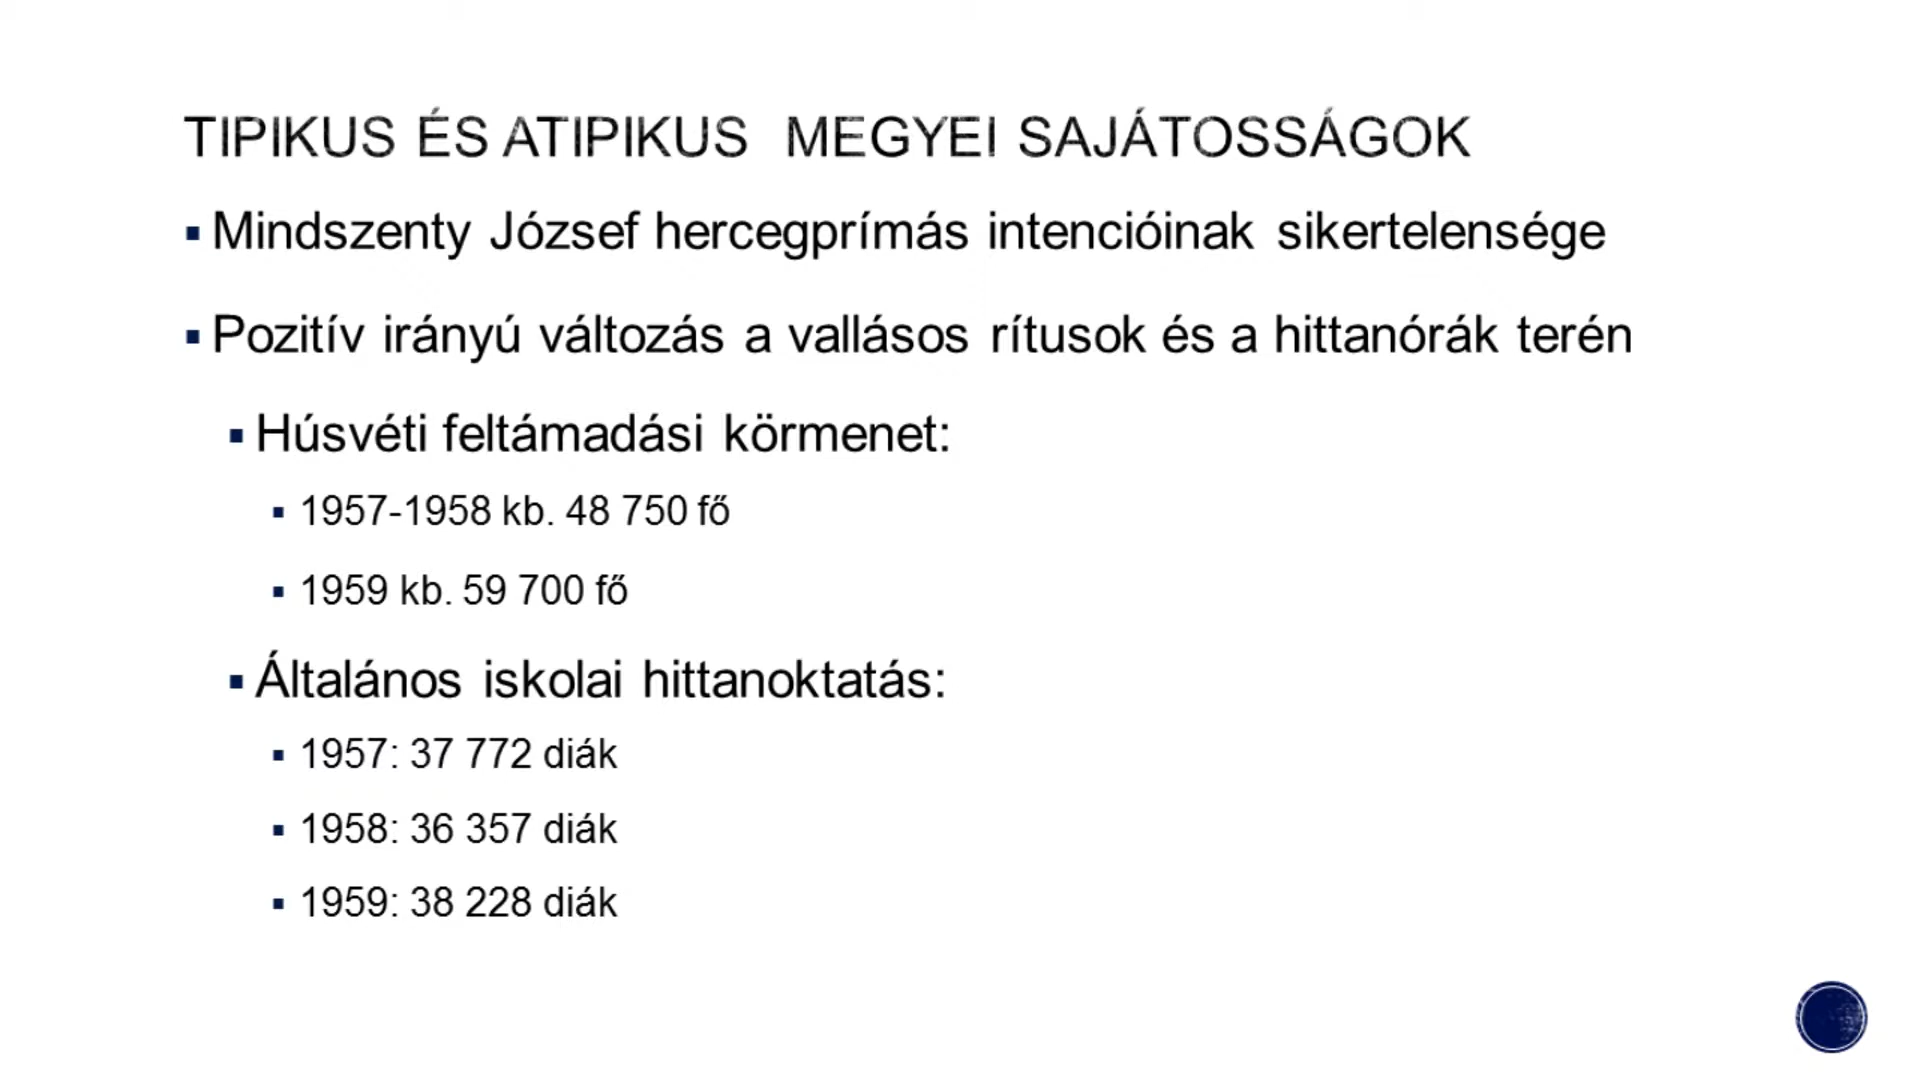 TIPIKUS ÉS ATIPIKUS MEGYEI SAJÁTOSSÁGOK
▪ Mindszenty József hercegprímás intencióinak sikertelensége
▪ Pozitív irányú változás a vallásos rítusok és a hittanórák terén
▪ Húsvéti feltámadási körmenet:
▪ 1957-1958 kb. 48 750 fő
▪ 1959 kb. 59 700 fő
▪ Általános iskolai hittanoktatás:
▪ 1957: 37 772 diák
▪ 1958: 36 357 diák
▪ 1959: 38 228 diák